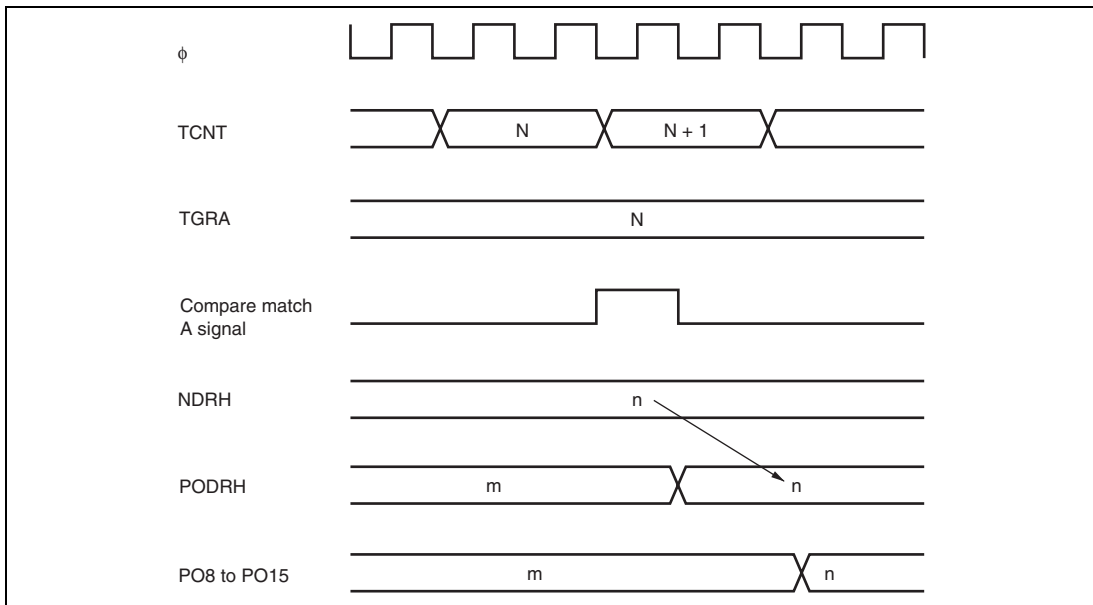 φ
TCNT N N + 1
TGRA N
Compare match
A signal
NDRH n
PODRH m n
PO8 to PO15 m n